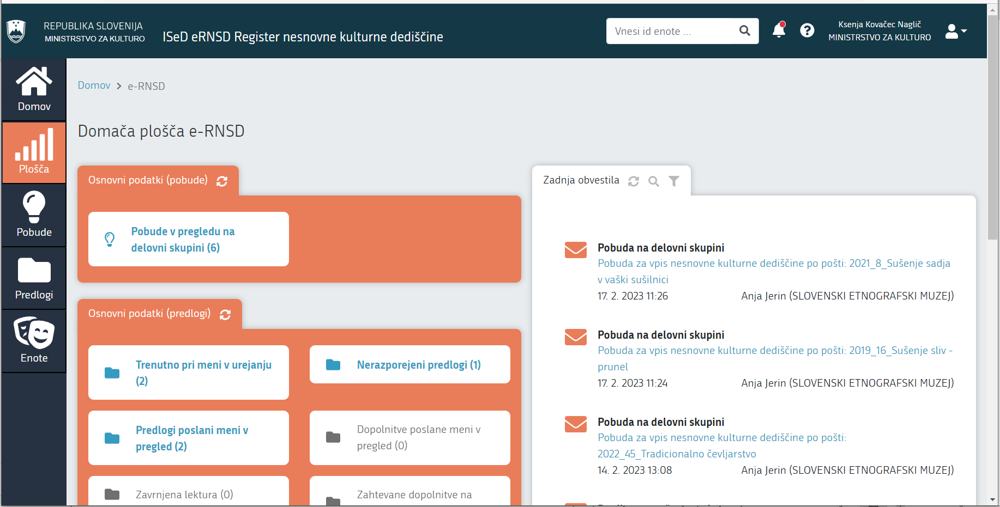 REPUBLIKA SLOVENIJA
MINISTRSTVO ZA KULTURO
ISeD eRNSD Register nesnovne kulturne dediščine
Vnesi id enote ...
Ksenja Kovačec Naglič
MINISTRSTVO ZA KULTURO
Domov
Plošča
Pobude
Predlogi
Enote
Domov > e-RNSD
Domača plošča e-RNSD
Osnovni podatki (pobude)
Pobude v pregledu na
delovni skupini (6)
Osnovni podatki (predlogi)
Trenutno pri meni v urejanju
(2)
Nerazporejeni predlogi (1)
Predlogi poslani meni v
pregled (2)
Dopolnitve poslane meni v
pregled (0)
Zavrnjena lektura (0)
Zahtevane dopolnitve na
Zadnja obvestila
Pobuda na delovni skupini
Pobuda za vpis nesnovne kulturne dediščine po pošti: 2021_8_Sušenje sadja
v vaški sušilnici
17. 2. 2023 11:26 Anja Jerin (SLOVENSKI ETNOGRAFSKI MUZEJ)
Pobuda na delovni skupini
Pobuda za vpis nesnovne kulturne dediščine po pošti: 2019_16_Sušenje sliv -
prunel
17. 2. 2023 11:24 Anja Jerin (SLOVENSKI ETNOGRAFSKI MUZEJ)
Pobuda na delovni skupini
Pobuda za vpis nesnovne kulturne dediščine po pošti:
2022_45_Tradicionalno čevljarstvo
14. 2. 2023 13:08 Anja Jerin (SLOVENSKI ETNOGRAFSKI MUZEJ)